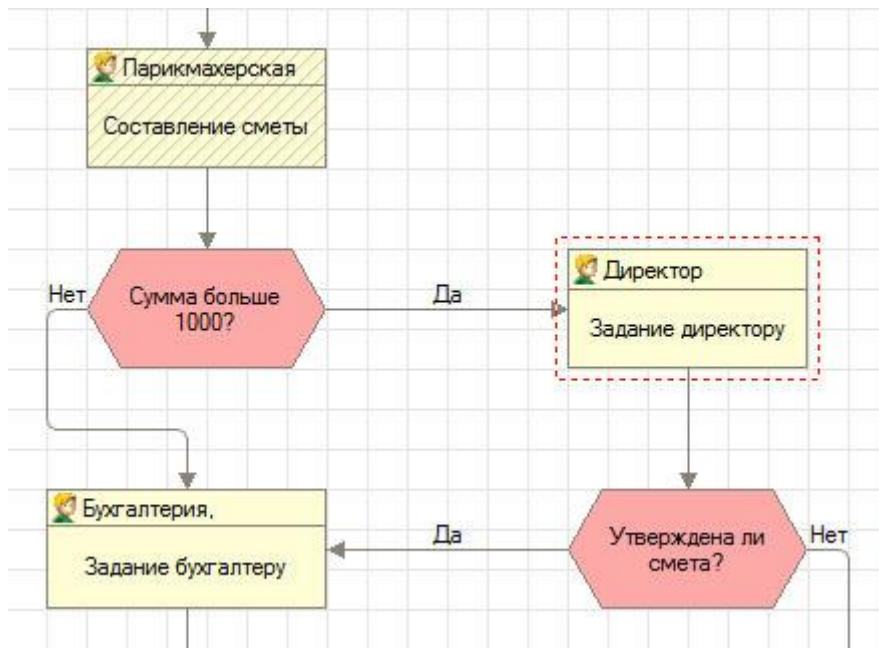 Парикмахерская
Составление сметы
Нет
Сумма больше
1000?
Да
Директор
Задание директору
Бухгалтерия,
Задание бухгалтеру
Да
Утверждена ли
смета?
Нет